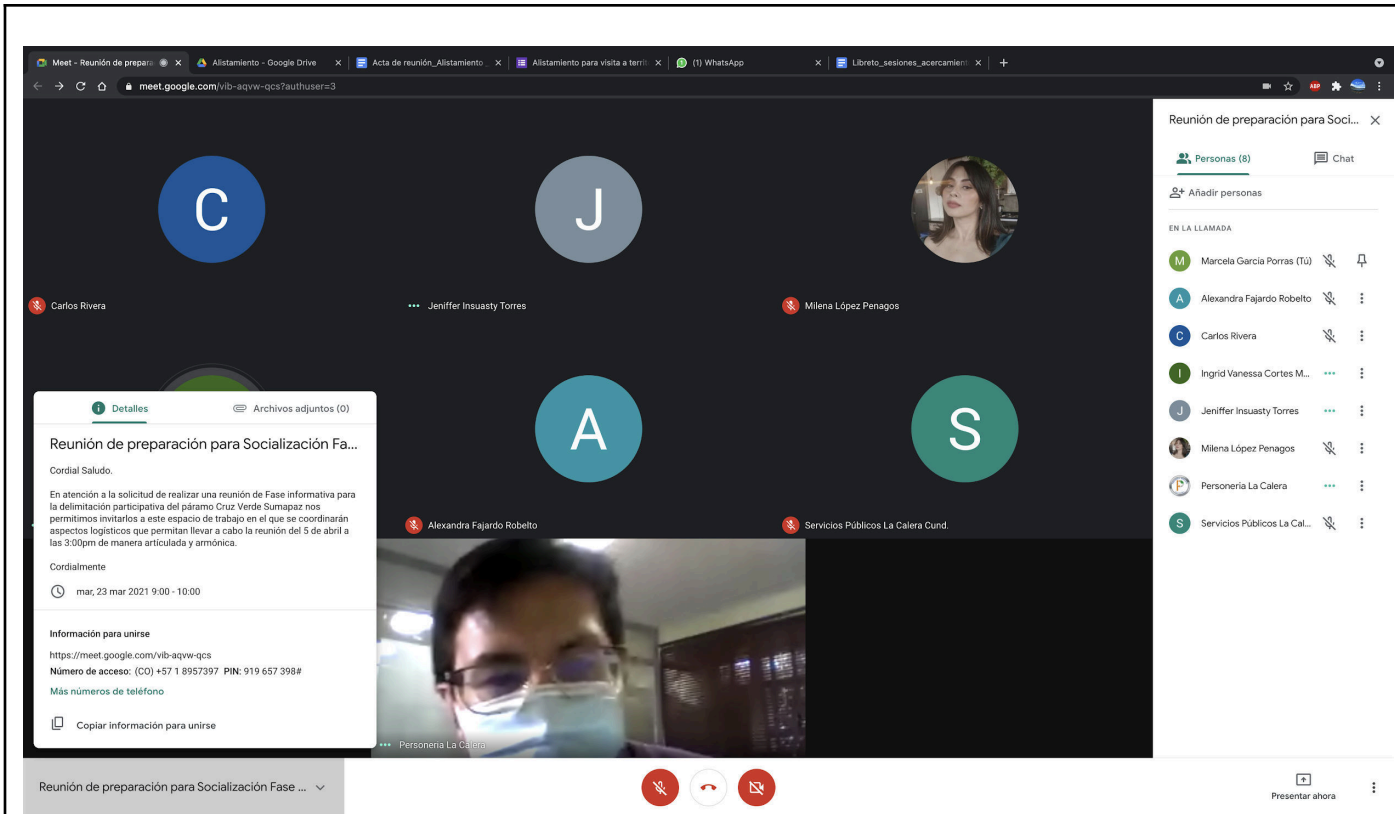 Meet - Reunión de prepara
Alistamiento - Google Drive
Acta de reunión_Alistamiento_
Alistamiento para visita a territ
(1) WhatsApp
Libreto_sesiones_acercamient
meet.google.com/vib-aqvw-qcs?authuser=3
ABP
C
Carlos Rivera
J
Jeniffer Insuasty Torres
Milena López Penagos
A
Alexandra Fajardo Robelto
S
Servicios Públicos La Calera Cund.
Personeria La Calera
Detalles
Archivos adjuntos (0)
Reunión de preparación para Socialización Fa...
Cordial Saludo.
En atención a la solicitud de realizar una reunión de Fase informativa para
la delimitación participativa del páramo Cruz Verde Sumapaz nos
permitimos invitarlos a este espacio de trabajo en el que se coordinarán
aspectos logísticos que permitan llevar a cabo la reunión del 5 de abril a
las 3:00pm de manera artículada y armónica.
Cordialmente
mar, 23 mar 2021 9:00 - 10:00
Información para unirse
https://meet.google.com/vib-aqvw-qcs
Número de acceso: (CO) +57 1 8957397 PIN: 919 657 398#
Más números de teléfono
Copiar información para unirse
Reunión de preparación para Socialización Fase ...
Reunión de preparación para Soci...
Personas (8)
Chat
Añadir personas
EN LA LLAMADA
M Marcela García Porras (Tú)
A Alexandra Fajardo Robelto
C Carlos Rivera
I Ingrid Vanessa Cortes M...
J Jeniffer Insuasty Torres
Milena López Penagos
P Personeria La Calera
S Servicios Públicos La Cal...
Presentar ahora